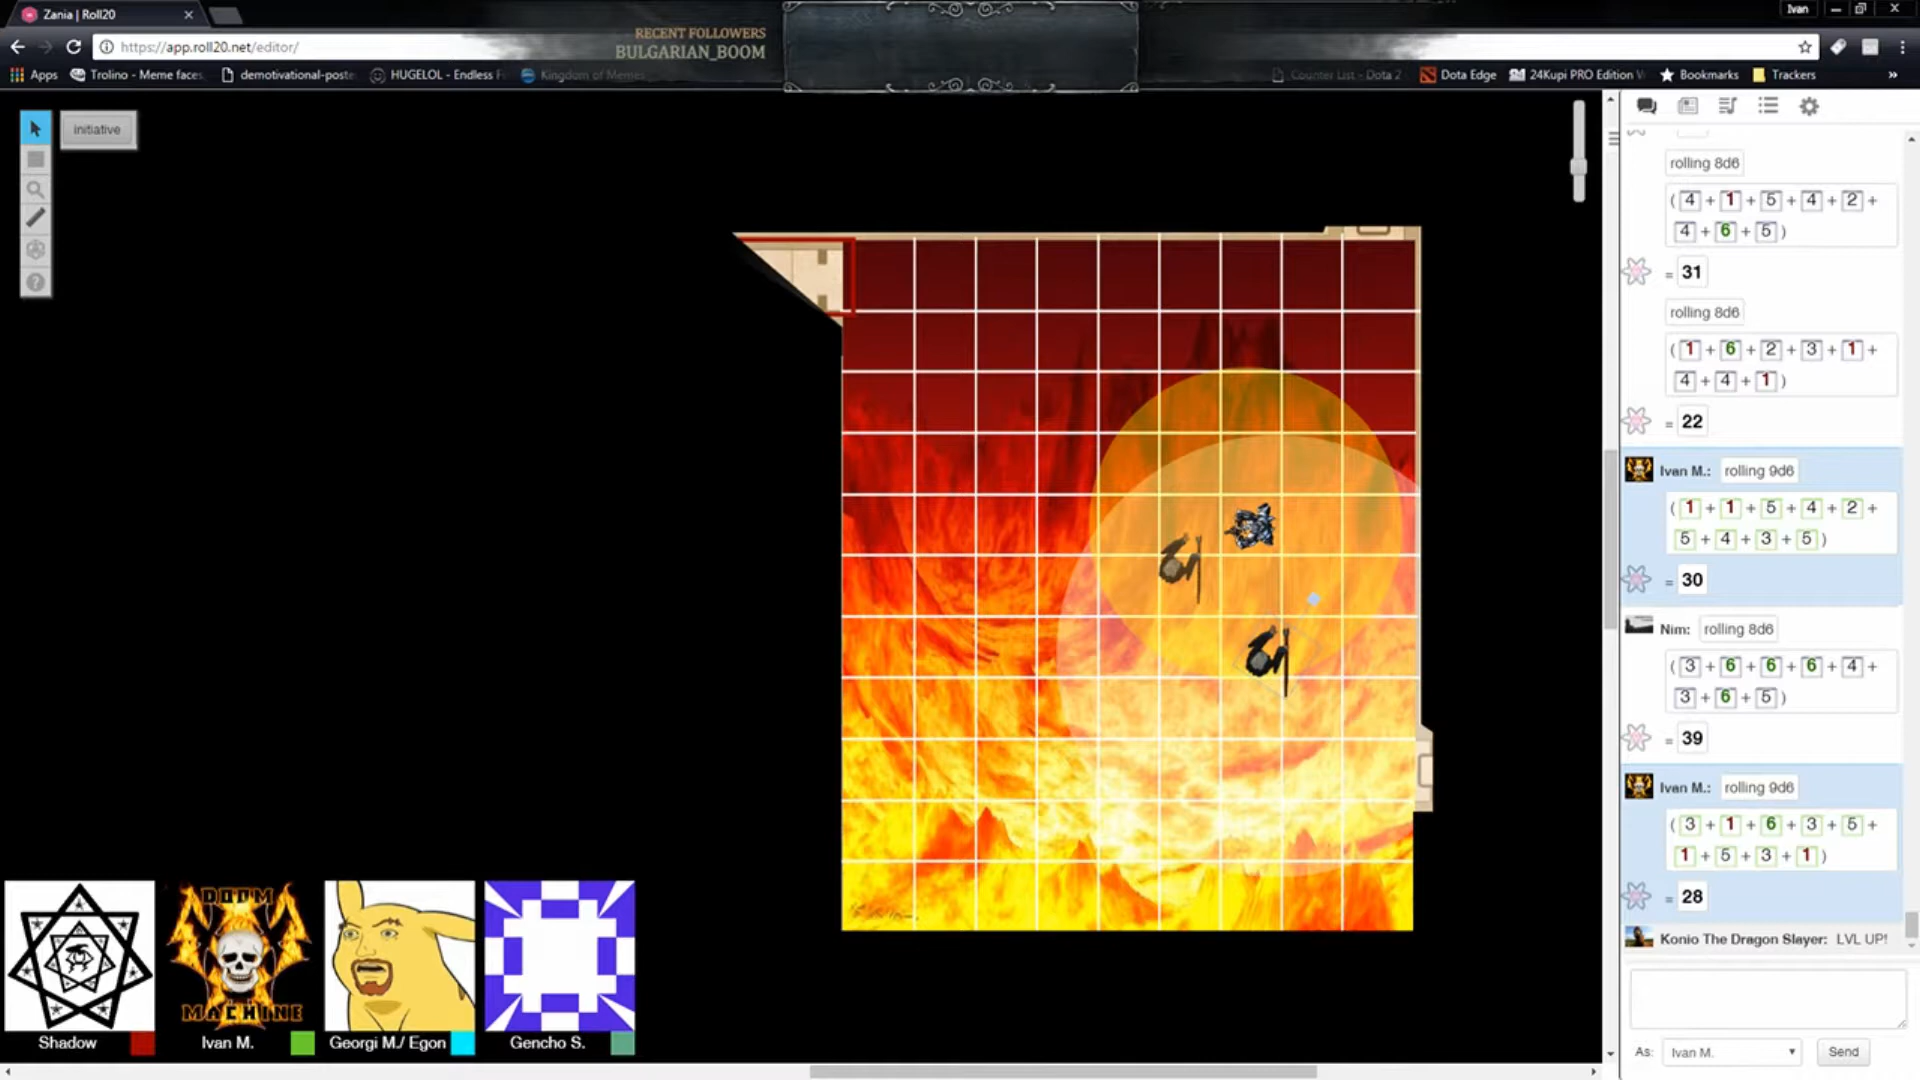 Zania | Roll20
Ivan
https://app.roll20.net/editor/
RECENT FOLLOWERS
BULGARIAN_BOOM
Apps
Trolino - Meme faces
demotivational-poste
HUGELOL - Endless F
Kingdom of Memes
Counter List - Dota 2
Dota Edge
24Kupi PRO Edition V
Bookmarks
Trackers
»
initiative
rolling 8d6
( 4 + 1 + 5 + 4 + 2 +
4 + 6 + 5 )
= 31
rolling 8d6
( 1 + 6 + 2 + 3 + 1 +
4 + 4 + 1 )
= 22
Ivan M.: rolling 9d6
( 1 + 1 + 5 + 4 + 2 +
5 + 4 + 3 + 5 )
= 30
Nim: rolling 8d6
( 3 + 6 + 6 + 6 + 4 +
3 + 6 + 5 )
= 39
Ivan M.: rolling 9d6
( 3 + 1 + 6 + 3 + 5 +
1 + 5 + 3 + 1 )
= 28
Konio The Dragon Slayer: LVL UP!
As: Ivan M. Send
DOOM
MACHINE
Shadow
Ivan M.
Georgi M./ Egon
Gencho S.